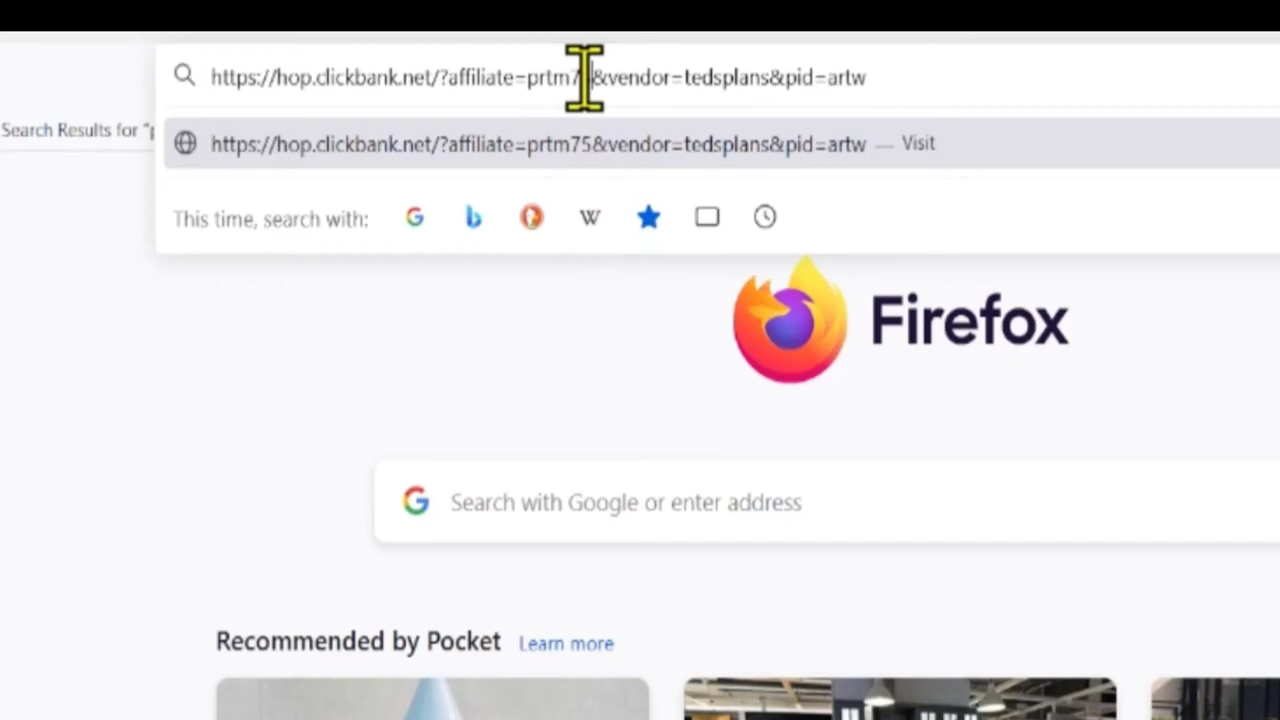 https://hop.clickbank.net/?affiliate=prtm75&vendor=tedsplans&pid=artw
Search Results for "p
https://hop.clickbank.net/?affiliate=prtm75&vendor=tedsplans&pid=artw — Visit
This time, search with:
Firefox
Search with Google or enter address
Recommended by Pocket Learn more